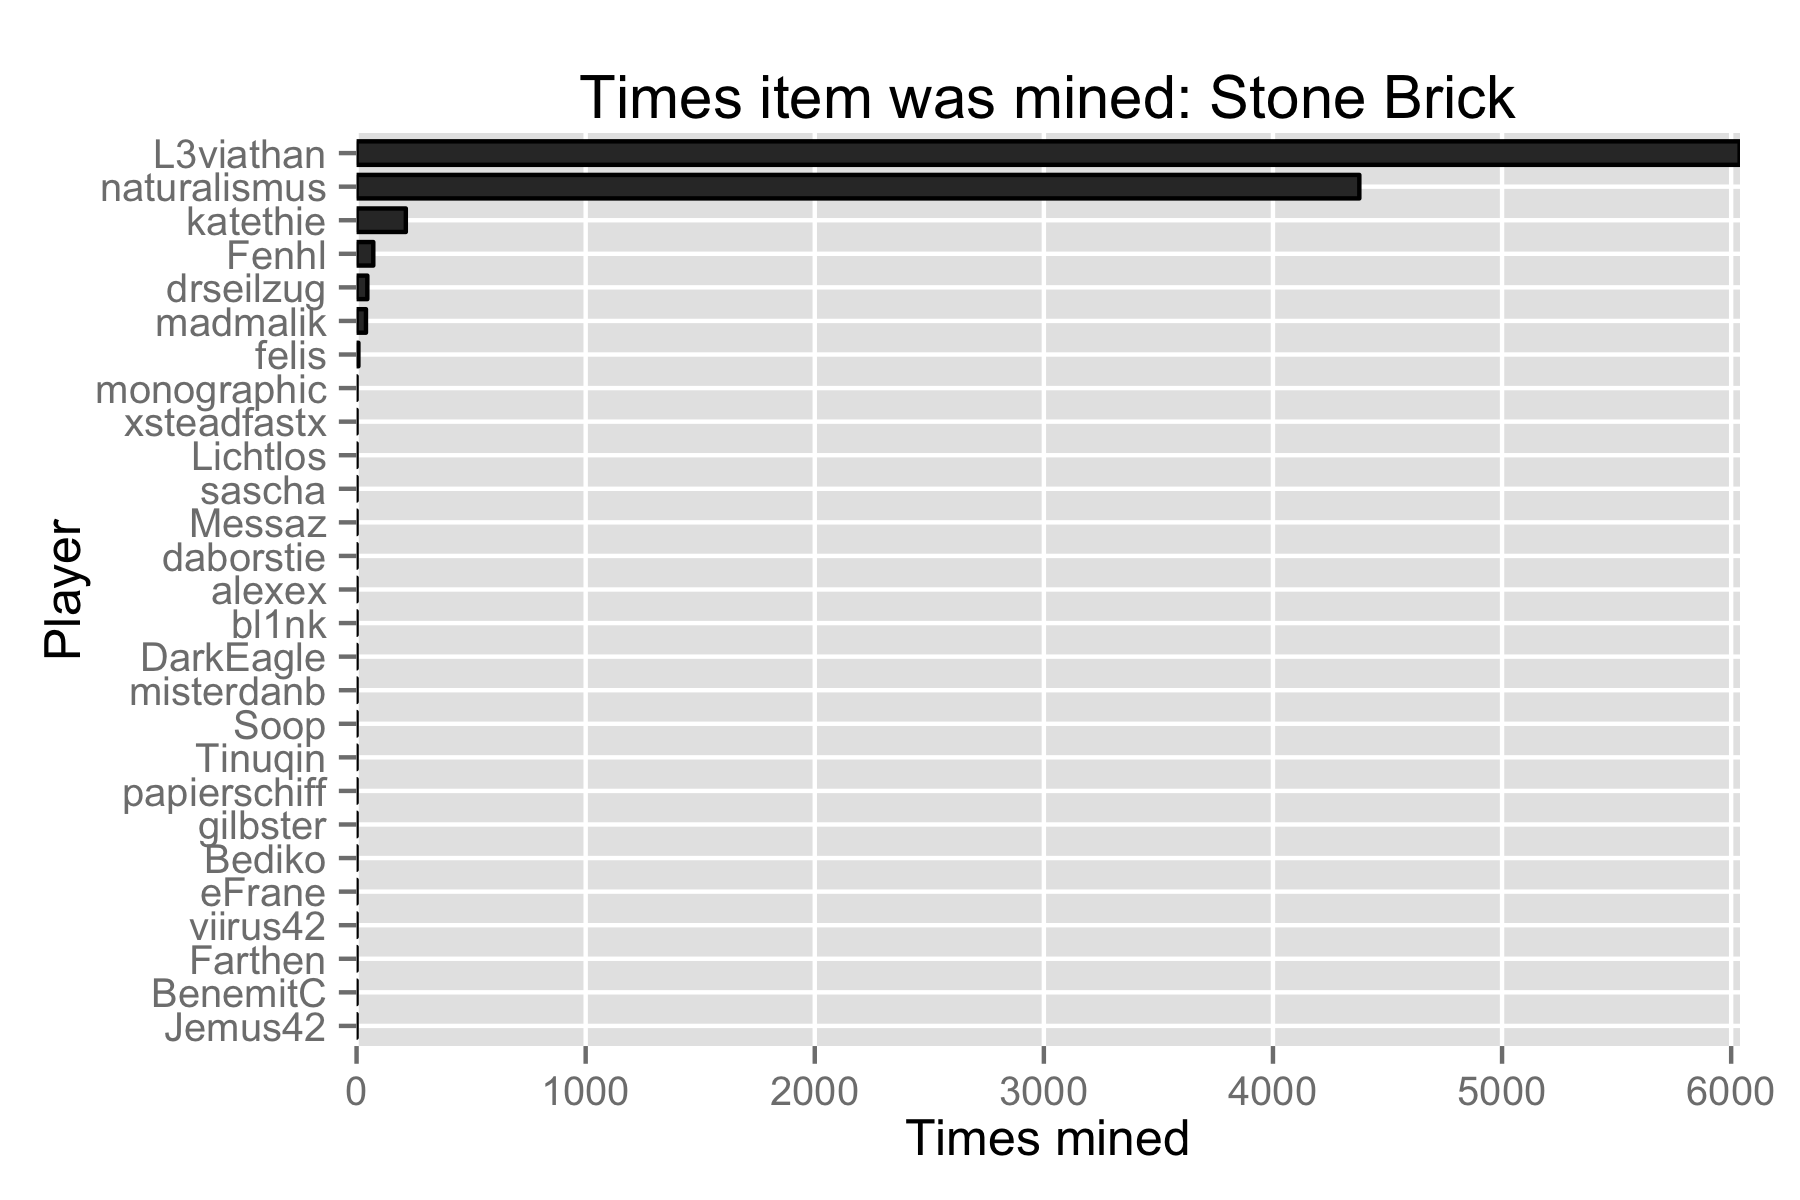 Times item was mined: Stone Brick
L3viathan
naturalismus
katethie
Fenhl
drseilzug
madmalik
felis
monographic
xsteadfastx
Lichtlos
sascha
Messaz
daborstie
alexex
bl1nk
DarkEagle
misterdanb
Soop
Tinuqin
papierschiff
gilbster
Bediko
eFrane
viirus42
Farthen
BenemitC
Jemus42
Player
0 1000 2000 3000 4000 5000 6000
Times mined